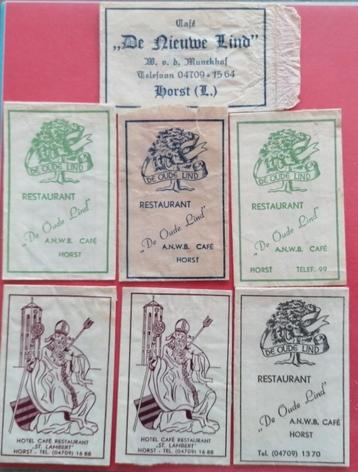 Café
„De Nieuwe Lind”
W. v. d. Munckhof
Telefoon 04709-1564
Horst (L.)
DE OUDE LIND
RESTAURANT
„De Oude Lind”
A.N.W.B. CAFÉ
HORST
DE OUDE LIND
RESTAURANT
„De Oude Lind”
A.N.W.B. CAFÉ
HORST
DE OUDE LIND
RESTAURANT
„De Oude Lind”
A.N.W.B. CAFÉ
HORST TELEF. 99
HOTEL CAFÉ RESTAURANT
"ST. LAMBERT"
HORST - TEL. (04709) 16 88
HOTEL CAFÉ RESTAURANT
"ST. LAMBERT"
HORST - TEL. (04709) 16 88
DE OUDE LIND
RESTAURANT
„De Oude Lind”
A.N.W.B. CAFÉ
HORST
Tel. (04709) 1370